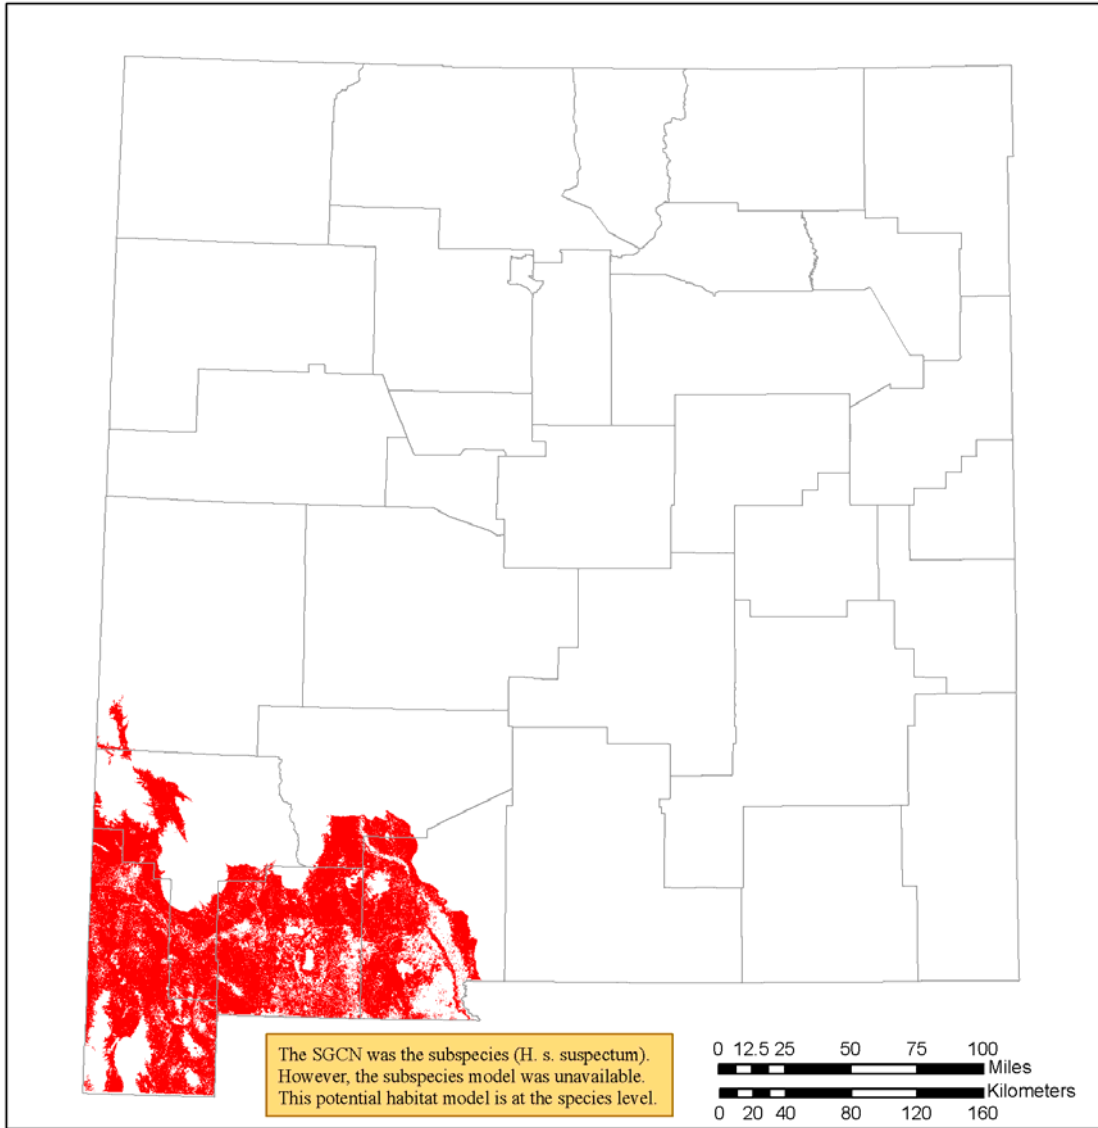 The SGCN was the subspecies (H. s. suspectum).
However, the subspecies model was unavailable.
This potential habitat model is at the species level.
0 12.5 25 50 75 100
Miles
Kilometers
0 20 40 80 120 160